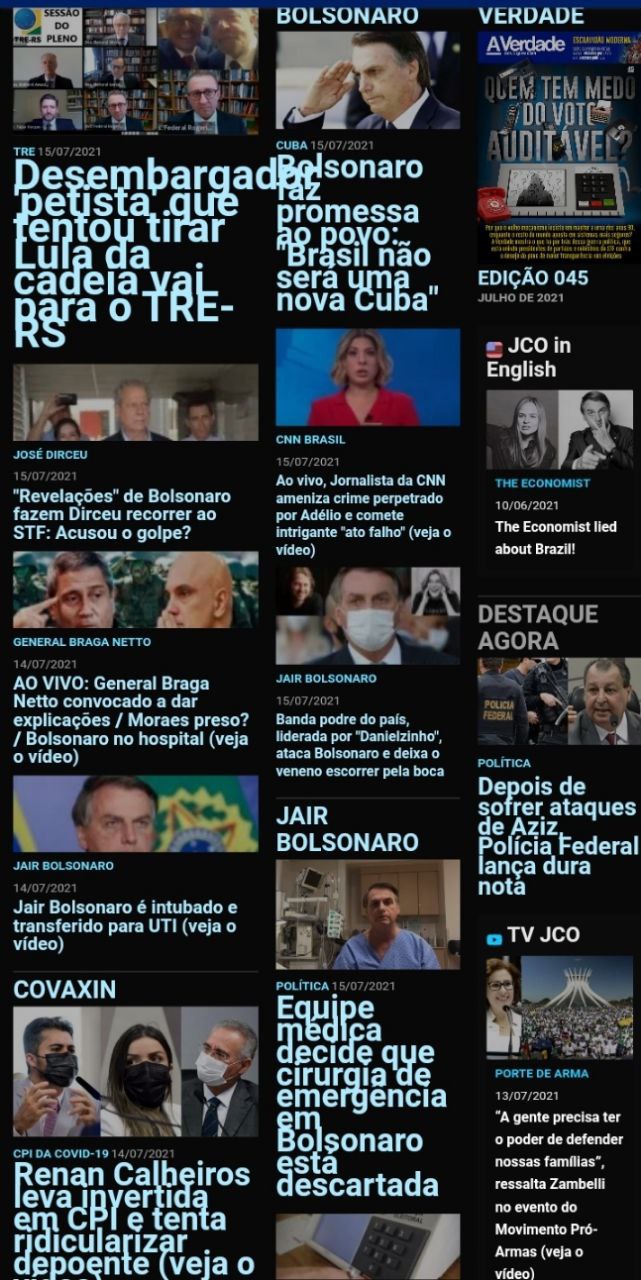 SESSÃO
DO
PLENO
TRE-RS
TRE 15/07/2021
Desembargador
'petista' que
tentou tirar
Lula da
cadeia vai
para o TRE-
RS
JOSÉ DIRCEU
15/07/2021
"Revelações" de Bolsonaro
fazem Dirceu recorrer ao
STF: Acusou o golpe?
GENERAL BRAGA NETTO
14/07/2021
AO VIVO: General Braga
Netto convocado a dar
explicações / Moraes preso?
/ Bolsonaro no hospital (veja
o vídeo)
JAIR BOLSONARO
14/07/2021
Jair Bolsonaro é intubado e
transferido para UTI (veja o
vídeo)
COVAXIN
CPI DA COVID-19 14/07/2021
Renan Calheiros
leva invertida
em CPI e tenta
ridicularizar
depoente (veja o
vídeo)
BOLSONARO
CUBA 15/07/2021
Bolsonaro
faz
promessa
ao povo:
"Brasil não
será uma
nova Cuba"
CNN BRASIL
15/07/2021
Ao vivo, Jornalista da CNN
ameniza crime perpetrado
por Adélio e comete
intrigante "ato falho" (veja o
vídeo)
JAIR BOLSONARO
15/07/2021
Banda podre do país,
liderada por "Danielzinho",
ataca Bolsonaro e deixa o
veneno escorrer pela boca
JAIR
BOLSONARO
POLÍTICA 15/07/2021
Equipe
médica
decide que
cirurgia de
emergência
em
Bolsonaro
está
descartada
VERDADE
AVerdade
ESCRAVIDÃO MODERNA
QUEM TEM MEDO
DO VOTO
AUDITÁVEL?
EDIÇÃO 045
JULHO DE 2021
JCO in
English
THE ECONOMIST
10/06/2021
The Economist lied
about Brazil!
DESTAQUE
AGORA
POLICIA
FEDERAL
POLÍTICA
Depois de
sofrer ataques
de Aziz,
Polícia Federal
lança dura
nota
TV JCO
PORTE DE ARMA
13/07/2021
“A gente precisa ter
o poder de defender
nossas famílias”,
ressalta Zambelli
no evento do
Movimento Pró-
Armas (veja o
vídeo)